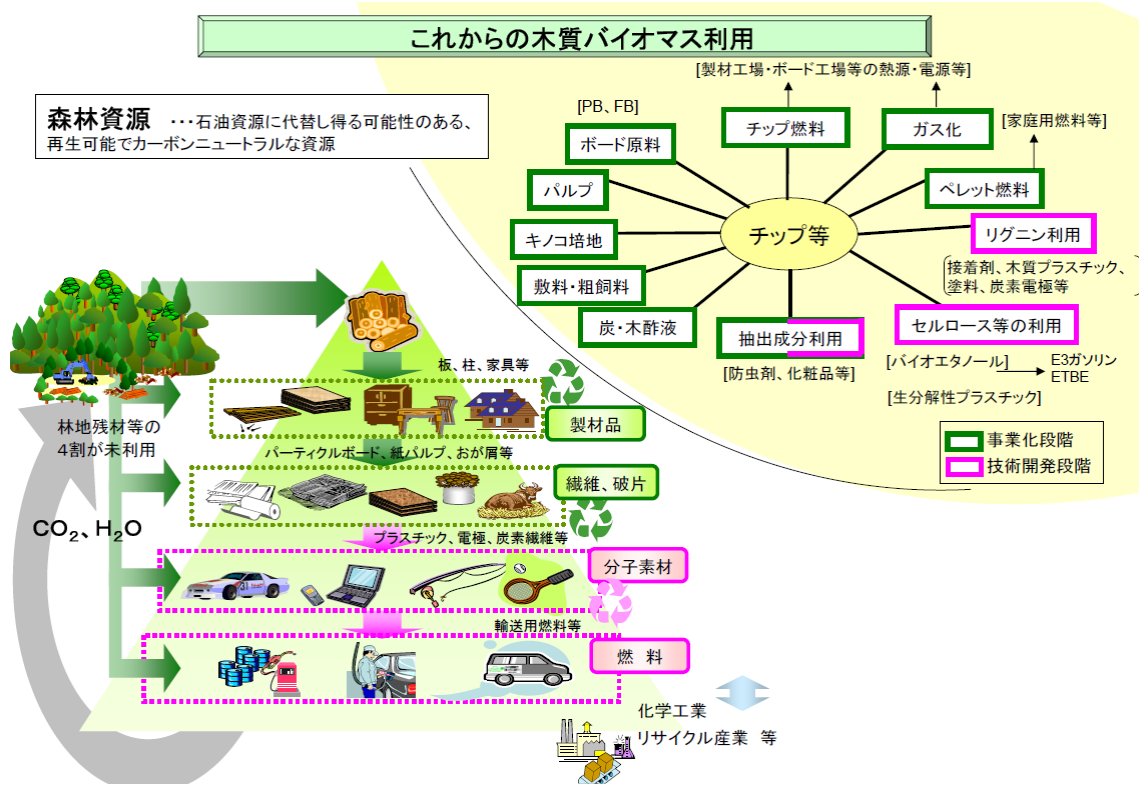 これからの木質バイオマス利用
森林資源 ・・・石油資源に代替し得る可能性のある、
再生可能でカーボンニュートラルな資源
[製材工場・ボード工場等の熱源・電源等]
[PB、FB]
チップ燃料
ガス化
[家庭用燃料等]
ボード原料
パルプ
ペレット燃料
キノコ培地
チップ等
リグニン利用
接着剤、木質プラスチック、
塗料、炭素電極等
敷料・粗飼料
炭・木酢液
抽出成分利用
[防虫剤、化粧品等]
セルロース等の利用
[バイオエタノール]
E3ガソリン
ETBE
[生分解性プラスチック]
事業化段階
技術開発段階
板、柱、家具等
製材品
林地残材等の
4割が未利用
パーティクルボード、紙パルプ、おが屑等
繊維、破片
CO₂、H₂O
プラスチック、電極、炭素繊維等
分子素材
輸送用燃料等
燃 料
化学工業
リサイクル産業 等